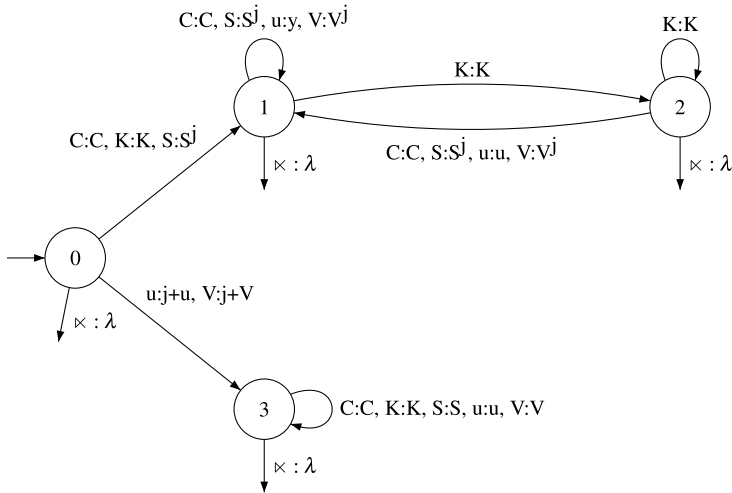 C:C, S:Sʲ, u:y, V:Vʲ
K:K
1
K:K
2
C:C, K:K, S:Sʲ
C:C, S:Sʲ, u:u, V:Vʲ
⋉ : λ
⋉ : λ
0
u:j+u, V:j+V
⋉ : λ
3
C:C, K:K, S:S, u:u, V:V
⋉ : λ